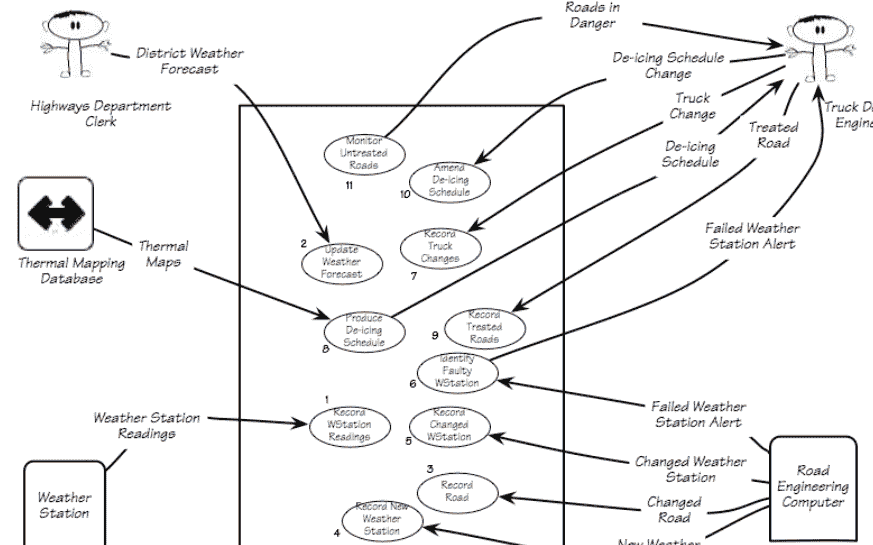 Roads in
Danger
District Weather
Forecast
De-icing Schedule
Change
Highways Department
Clerk
Truck
Change
Treated
Road
De-icing
Schedule
Monitor
Untreated
Roads
11
Amend
De-icing
Schedule
10
Failed Weather
Station Alert
Thermal
Maps
Thermal Mapping
Database
2
Update
Weather
Forecast
Record
Truck
Changes
7
Produce
De-icing
Schedule
8
Record
Treated
Roads
9
Identify
Faulty
WStation
6
Weather Station
Readings
1
Record
WStation
Readings
Record
Changed
WStation
5
Failed Weather
Station Alert
Changed Weather
Station
Road
Engineering
Computer
Weather
Station
3
Record
Road
Changed
Road
Record New
Weather
Station
4
New Weather